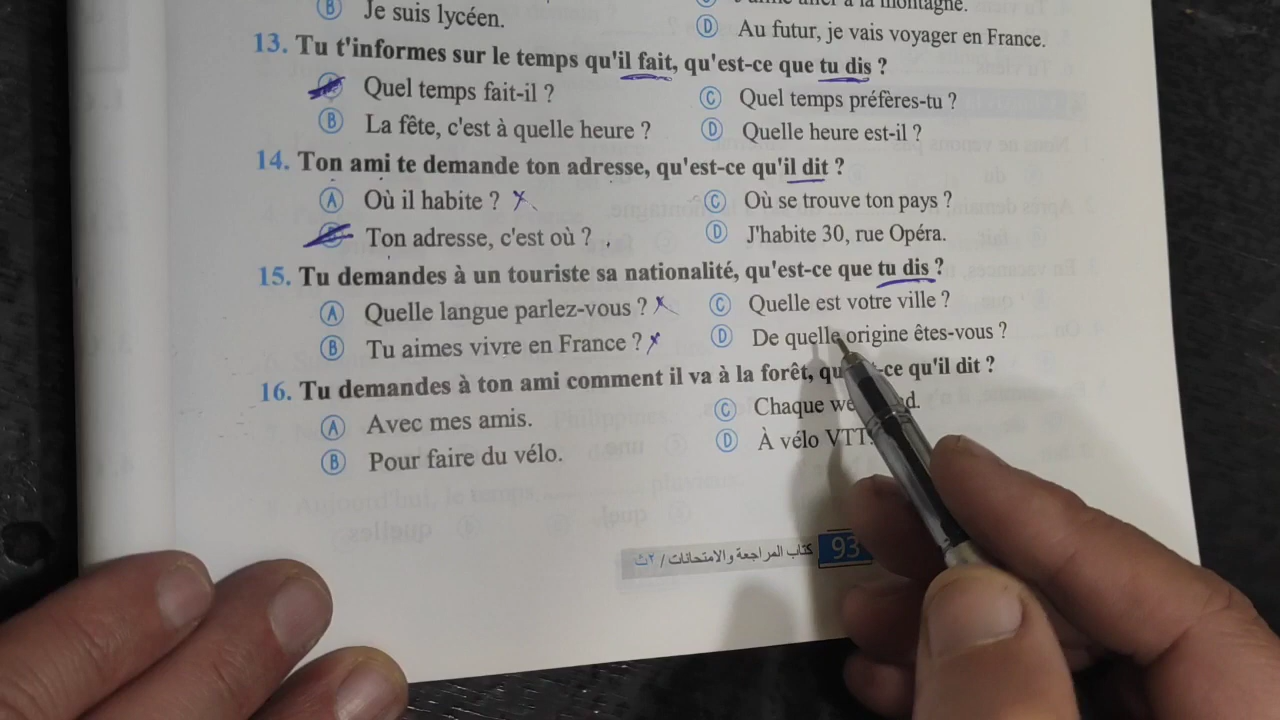 B Je suis lycéen.
D Au futur, je vais voyager en France.
13. Tu t'informes sur le temps qu'il fait, qu'est-ce que tu dis ?
Quel temps fait-il ?
C Quel temps préfères-tu ?
B La fête, c'est à quelle heure ?
D Quelle heure est-il ?
14. Ton ami te demande ton adresse, qu'est-ce qu'il dit ?
A Où il habite ?
C Où se trouve ton pays ?
Ton adresse, c'est où ?
D J'habite 30, rue Opéra.
15. Tu demandes à un touriste sa nationalité, qu'est-ce que tu dis ?
A Quelle langue parlez-vous ?
C Quelle est votre ville ?
B Tu aimes vivre en France ?
D De quelle origine êtes-vous ?
16. Tu demandes à ton ami comment il va à la forêt, qu'il dit ?
A Avec mes amis.
C Chaque
B Pour faire du vélo.
D À vélo VTT.
93 كتاب المراجعة والامتحانات / ٢ث